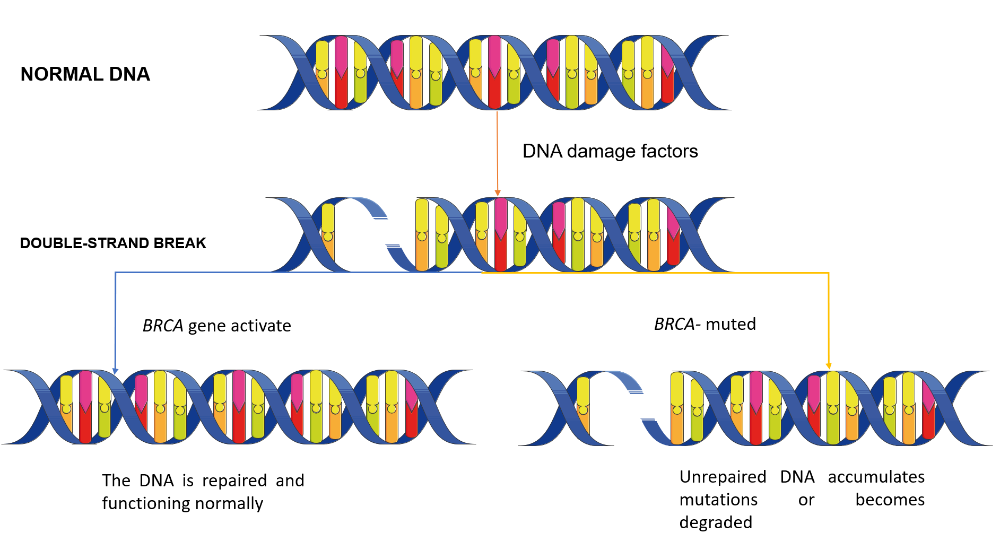 NORMAL DNA
DNA damage factors
DOUBLE-STRAND BREAK
BRCA gene activate
BRCA- muted
The DNA is repaired and
functioning normally
Unrepaired DNA accumulates
mutations or becomes
degraded